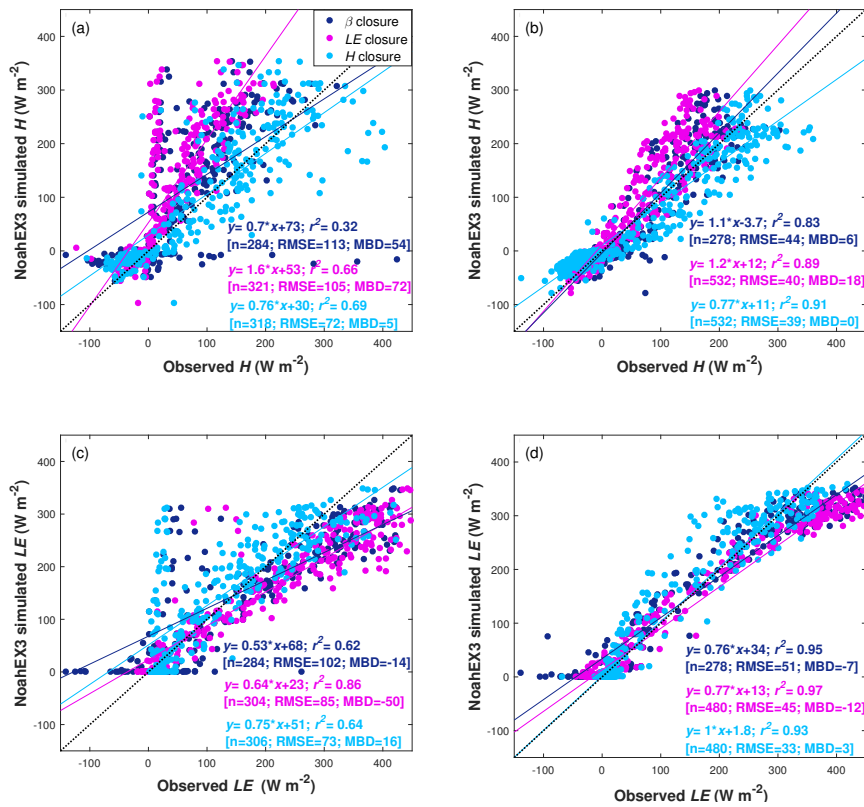 (a)
β closure
LE closure
H closure
NoahEX3 simulated H (W m-2)
400
300
200
100
0
-100
y= 0.7*x+73; r2= 0.32
[n=284; RMSE=113; MBD=54]
y= 1.6*x+53; r2= 0.66
[n=321; RMSE=105; MBD=72]
y= 0.76*x+30; r2= 0.69
[n=318; RMSE=72; MBD=5]
-100 0 100 200 300 400
Observed H (W m-2)
(b)
NoahEX3 simulated H (W m-2)
400
300
200
100
0
-100
y= 1.1*x-3.7; r2= 0.83
[n=278; RMSE=44; MBD=6]
y= 1.2*x+12; r2= 0.89
[n=532; RMSE=40; MBD=18]
y= 0.77*x+11; r2= 0.91
[n=532; RMSE=39; MBD=0]
-100 0 100 200 300 400
Observed H (W m-2)
(c)
NoahEX3 simulated LE (W m-2)
400
300
200
100
0
-100
y= 0.53*x+68; r2= 0.62
[n=284; RMSE=102; MBD=-14]
y= 0.64*x+23; r2= 0.86
[n=304; RMSE=85; MBD=-50]
y= 0.75*x+51; r2= 0.64
[n=306; RMSE=73; MBD=16]
-100 0 100 200 300 400
Observed LE (W m-2)
(d)
NoahEX3 simulated LE (W m-2)
400
300
200
100
0
-100
y= 0.76*x+34; r2= 0.95
[n=278; RMSE=51; MBD=-7]
y= 0.77*x+13; r2= 0.97
[n=480; RMSE=45; MBD=-12]
y= 1*x+1.8; r2= 0.93
[n=480; RMSE=33; MBD=3]
-100 0 100 200 300 400
Observed LE (W m-2)